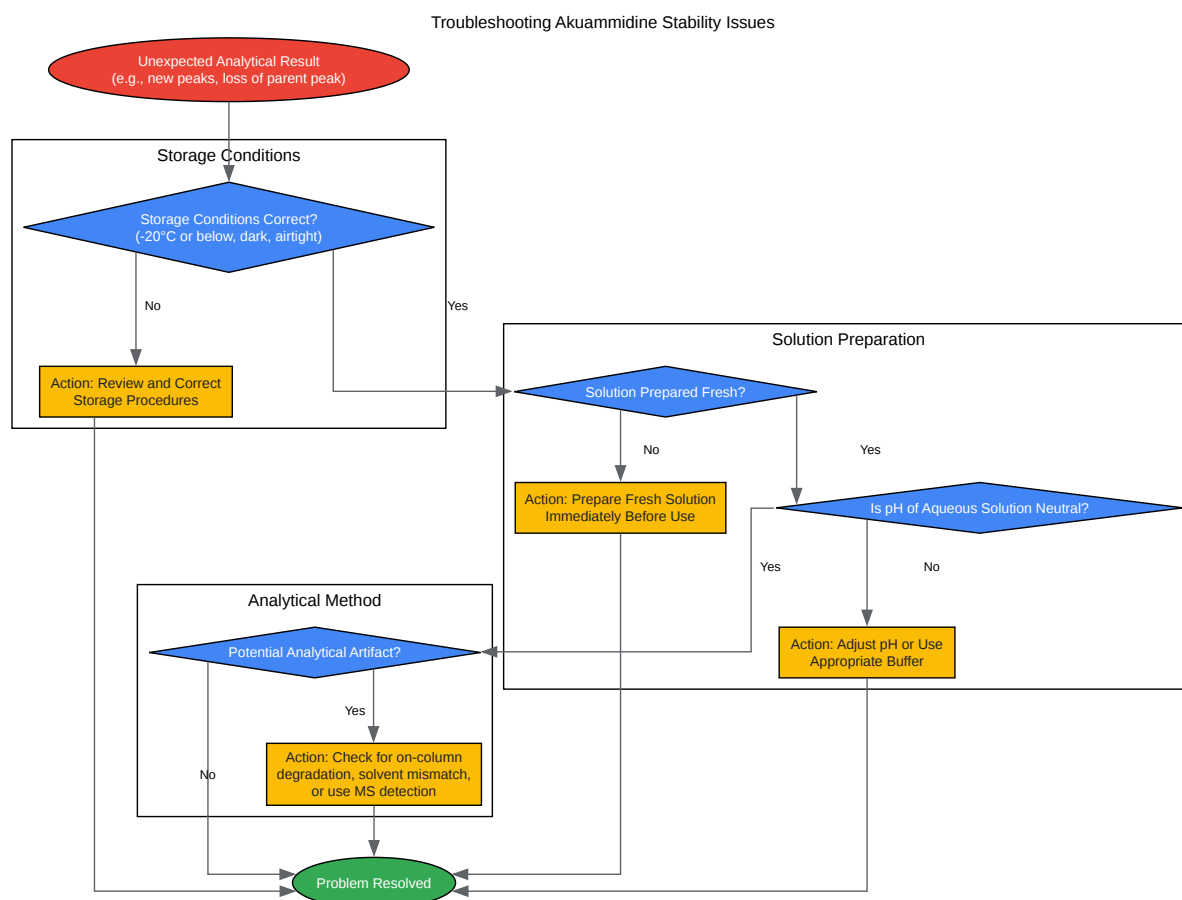 Troubleshooting Akuammidine Stability Issues
Unexpected Analytical Result
(e.g., new peaks, loss of parent peak)
Storage Conditions
Storage Conditions Correct?
(-20°C or below, dark, airtight)
No
Yes
Action: Review and Correct
Storage Procedures
Solution Preparation
Solution Prepared Fresh?
No
Yes
Action: Prepare Fresh Solution
Immediately Before Use
Is pH of Aqueous Solution Neutral?
Yes
No
Action: Adjust pH or Use
Appropriate Buffer
Analytical Method
Potential Analytical Artifact?
Yes
No
Action: Check for on-column
degradation, solvent mismatch,
or use MS detection
Problem Resolved